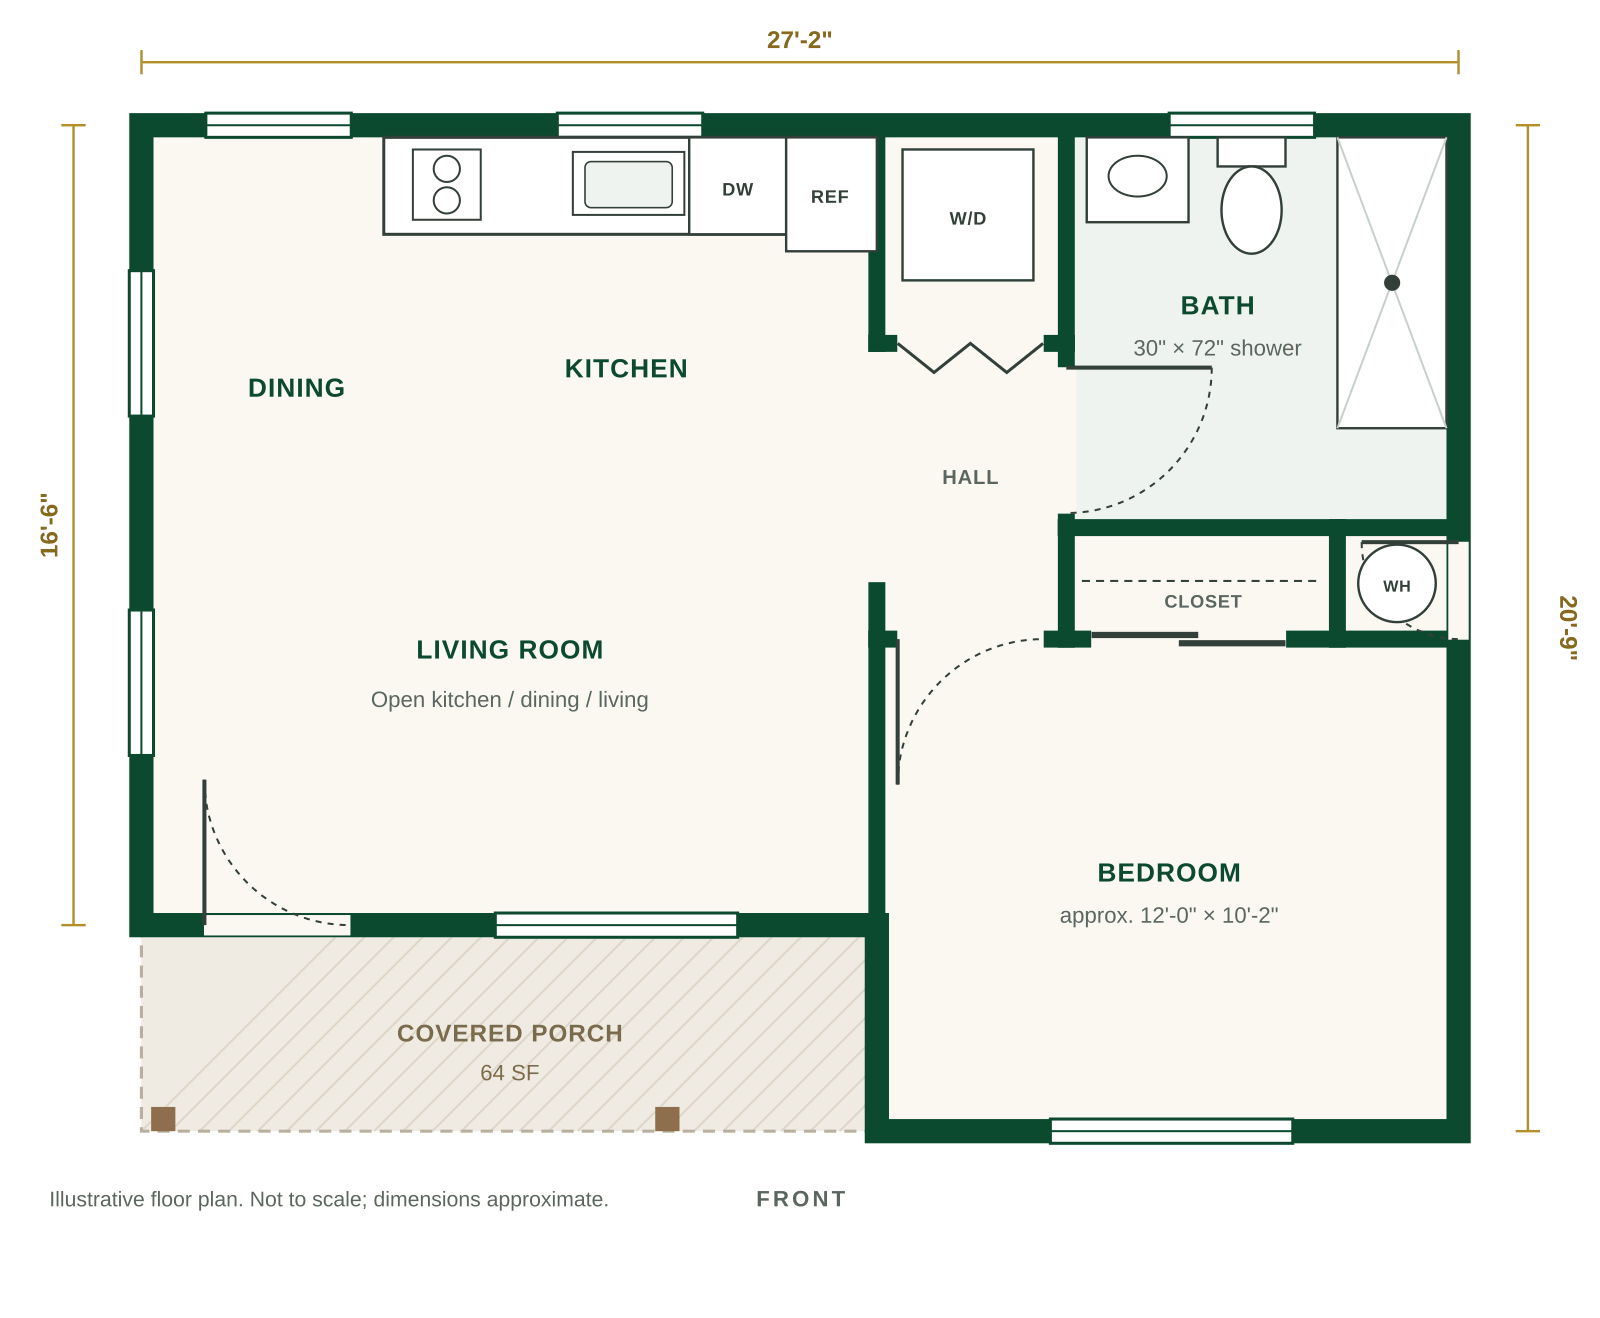 27'-2"
DW
REF
W/D
BATH
30" × 72" shower
KITCHEN
DINING
HALL
16'-6"
WH
CLOSET
20'-9"
LIVING ROOM
Open kitchen / dining / living
BEDROOM
approx. 12'-0" × 10'-2"
COVERED PORCH
64 SF
Illustrative floor plan. Not to scale; dimensions approximate.
FRONT